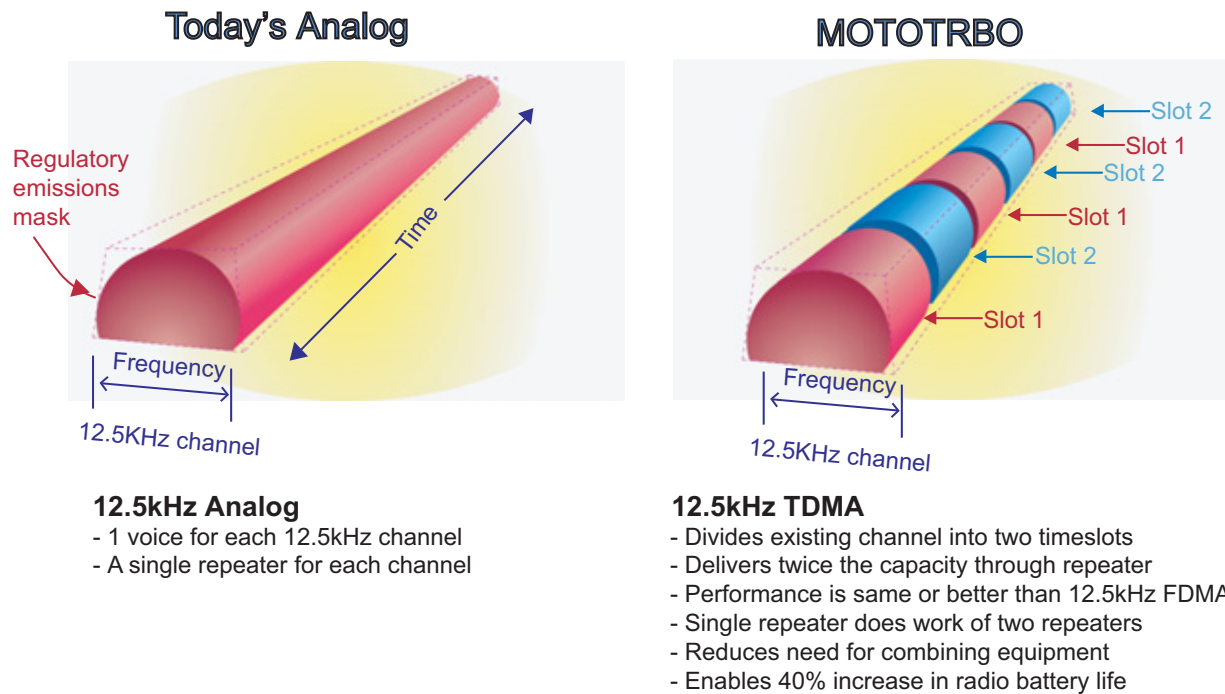 Today's Analog
Regulatory
emissions
mask
Time
Frequency
12.5KHz channel
12.5kHz Analog
- 1 voice for each 12.5kHz channel
- A single repeater for each channel
MOTOTRBO
Slot 2
Slot 1
Slot 2
Slot 1
Slot 2
Slot 1
Frequency
12.5KHz channel
12.5kHz TDMA
- Divides existing channel into two timeslots
- Delivers twice the capacity through repeater
- Performance is same or better than 12.5kHz FDMA
- Single repeater does work of two repeaters
- Reduces need for combining equipment
- Enables 40% increase in radio battery life